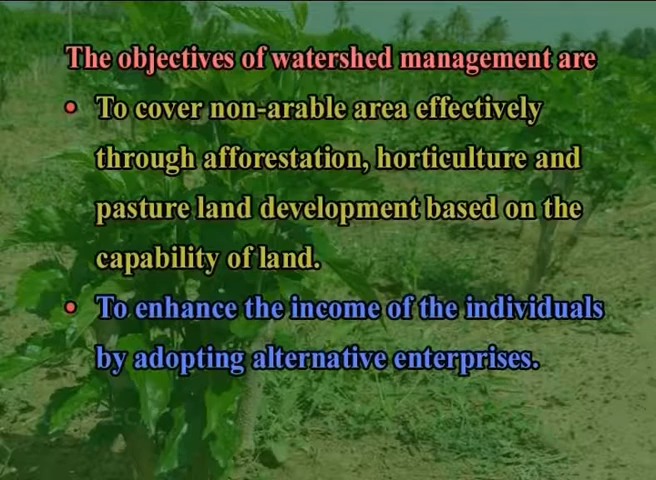 The objectives of watershed management are
• To cover non-arable area effectively
through afforestation, horticulture and
pasture land development based on the
capability of land.
• To enhance the income of the individuals
by adopting alternative enterprises.